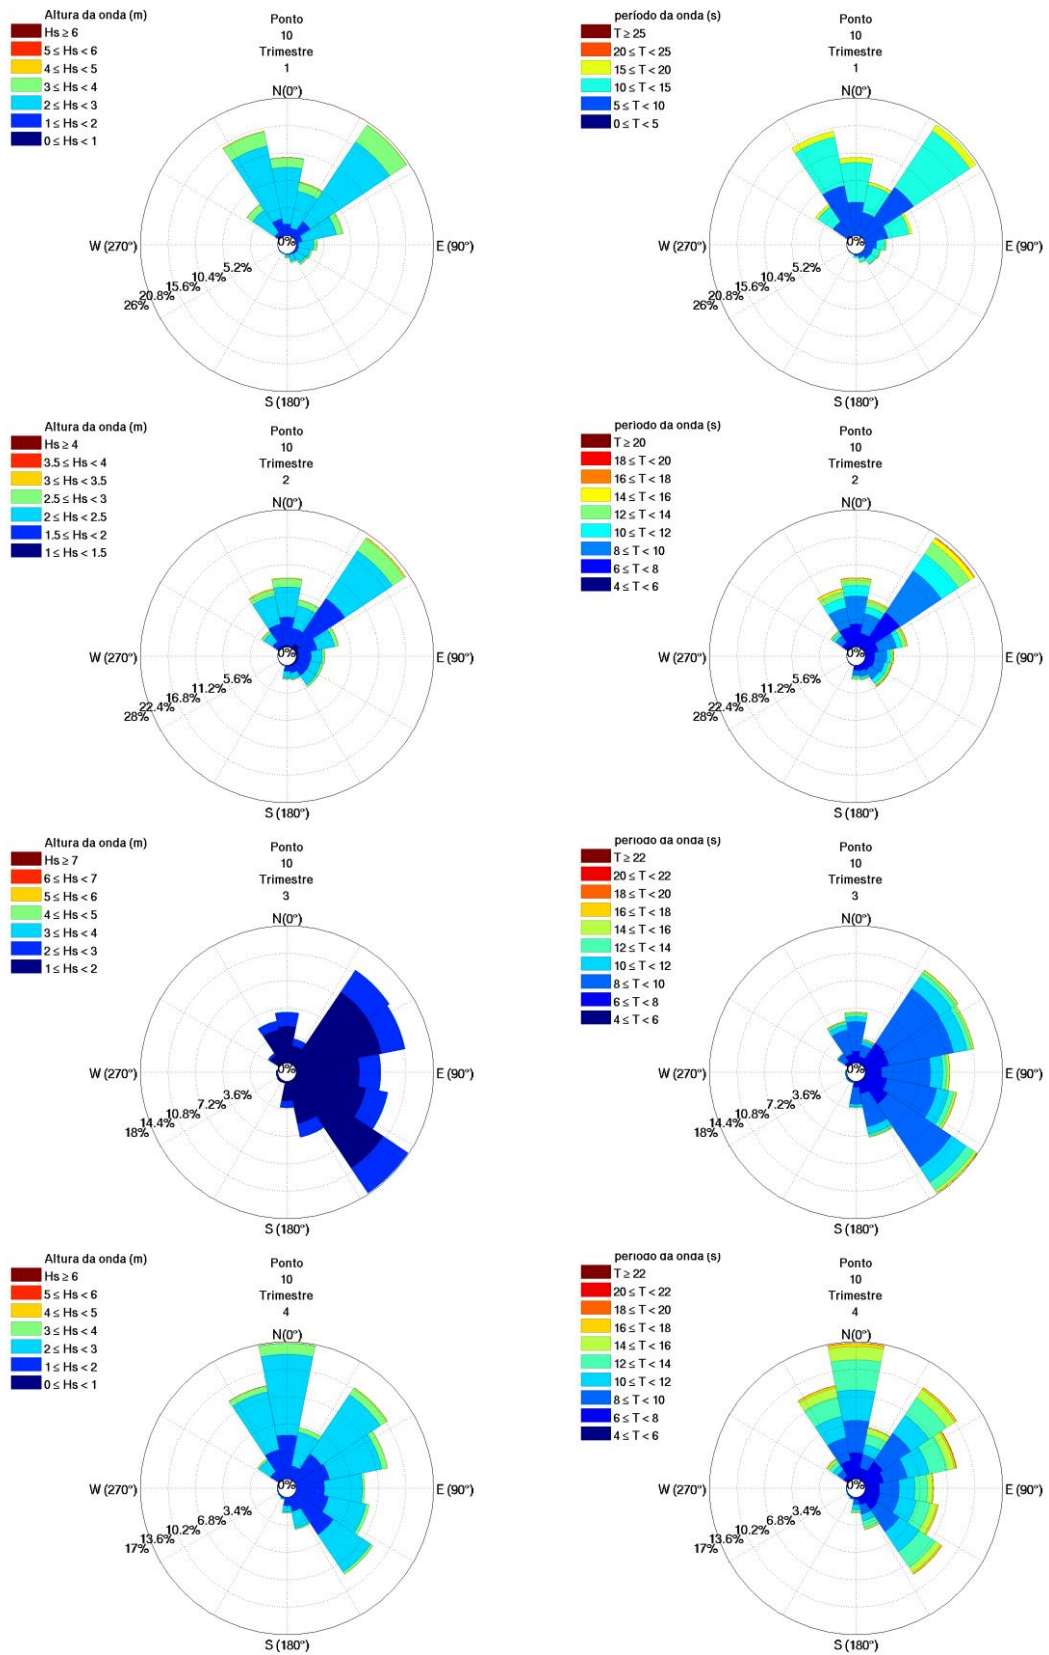 Altura da onda (m)
Hs ≥ 6
5 ≤ Hs < 6
4 ≤ Hs < 5
3 ≤ Hs < 4
2 ≤ Hs < 3
1 ≤ Hs < 2
0 ≤ Hs < 1
Ponto
10
Trimestre
1
N(0°)
W (270°)
E (90°)
S (180°)
0%
5.2%
10.4%
15.6%
20.8%
26%
período da onda (s)
T ≥ 25
20 ≤ T < 25
15 ≤ T < 20
10 ≤ T < 15
5 ≤ T < 10
0 ≤ T < 5
Ponto
10
Trimestre
1
N(0°)
W (270°)
E (90°)
S (180°)
0%
5.2%
10.4%
15.6%
20.8%
26%
Altura da onda (m)
Hs ≥ 4
3.5 ≤ Hs < 4
3 ≤ Hs < 3.5
2.5 ≤ Hs < 3
2 ≤ Hs < 2.5
1.5 ≤ Hs < 2
1 ≤ Hs < 1.5
Ponto
10
Trimestre
2
N(0°)
W (270°)
E (90°)
S (180°)
0%
5.6%
11.2%
16.8%
22.4%
28%
período da onda (s)
T ≥ 20
18 ≤ T < 20
16 ≤ T < 18
14 ≤ T < 16
12 ≤ T < 14
10 ≤ T < 12
8 ≤ T < 10
6 ≤ T < 8
4 ≤ T < 6
Ponto
10
Trimestre
2
N(0°)
W (270°)
E (90°)
S (180°)
0%
5.6%
11.2%
16.8%
22.4%
28%
Altura da onda (m)
Hs ≥ 7
6 ≤ Hs < 7
5 ≤ Hs < 6
4 ≤ Hs < 5
3 ≤ Hs < 4
2 ≤ Hs < 3
1 ≤ Hs < 2
Ponto
10
Trimestre
3
N(0°)
W (270°)
E (90°)
S (180°)
0%
3.6%
7.2%
10.8%
14.4%
18%
período da onda (s)
T ≥ 22
20 ≤ T < 22
18 ≤ T < 20
16 ≤ T < 18
14 ≤ T < 16
12 ≤ T < 14
10 ≤ T < 12
8 ≤ T < 10
6 ≤ T < 8
4 ≤ T < 6
Ponto
10
Trimestre
3
N(0°)
W (270°)
E (90°)
S (180°)
0%
3.6%
7.2%
10.8%
14.4%
18%
Altura da onda (m)
Hs ≥ 6
5 ≤ Hs < 6
4 ≤ Hs < 5
3 ≤ Hs < 4
2 ≤ Hs < 3
1 ≤ Hs < 2
0 ≤ Hs < 1
Ponto
10
Trimestre
4
N(0°)
W (270°)
E (90°)
S (180°)
0%
3.4%
6.8%
10.2%
13.6%
17%
período da onda (s)
T ≥ 22
20 ≤ T < 22
18 ≤ T < 20
16 ≤ T < 18
14 ≤ T < 16
12 ≤ T < 14
10 ≤ T < 12
8 ≤ T < 10
6 ≤ T < 8
4 ≤ T < 6
Ponto
10
Trimestre
4
N(0°)
W (270°)
E (90°)
S (180°)
0%
3.4%
6.8%
10.2%
13.6%
17%